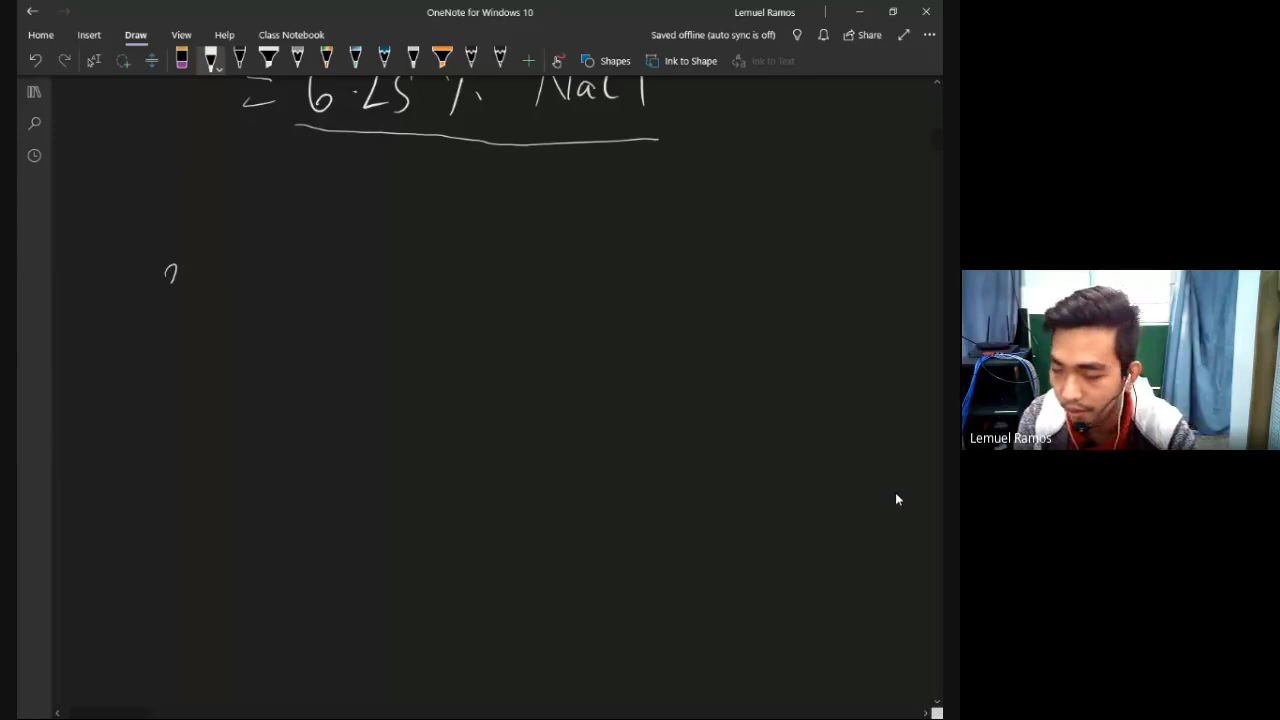 OneNote for Windows 10
Lemuel Ramos
Home Insert Draw View Help Class Notebook
Saved offline (auto sync is off)
Share
Shapes
Ink to Shape
Ink to Text
= 6.25 % NaCl
2
Lemuel Ramos